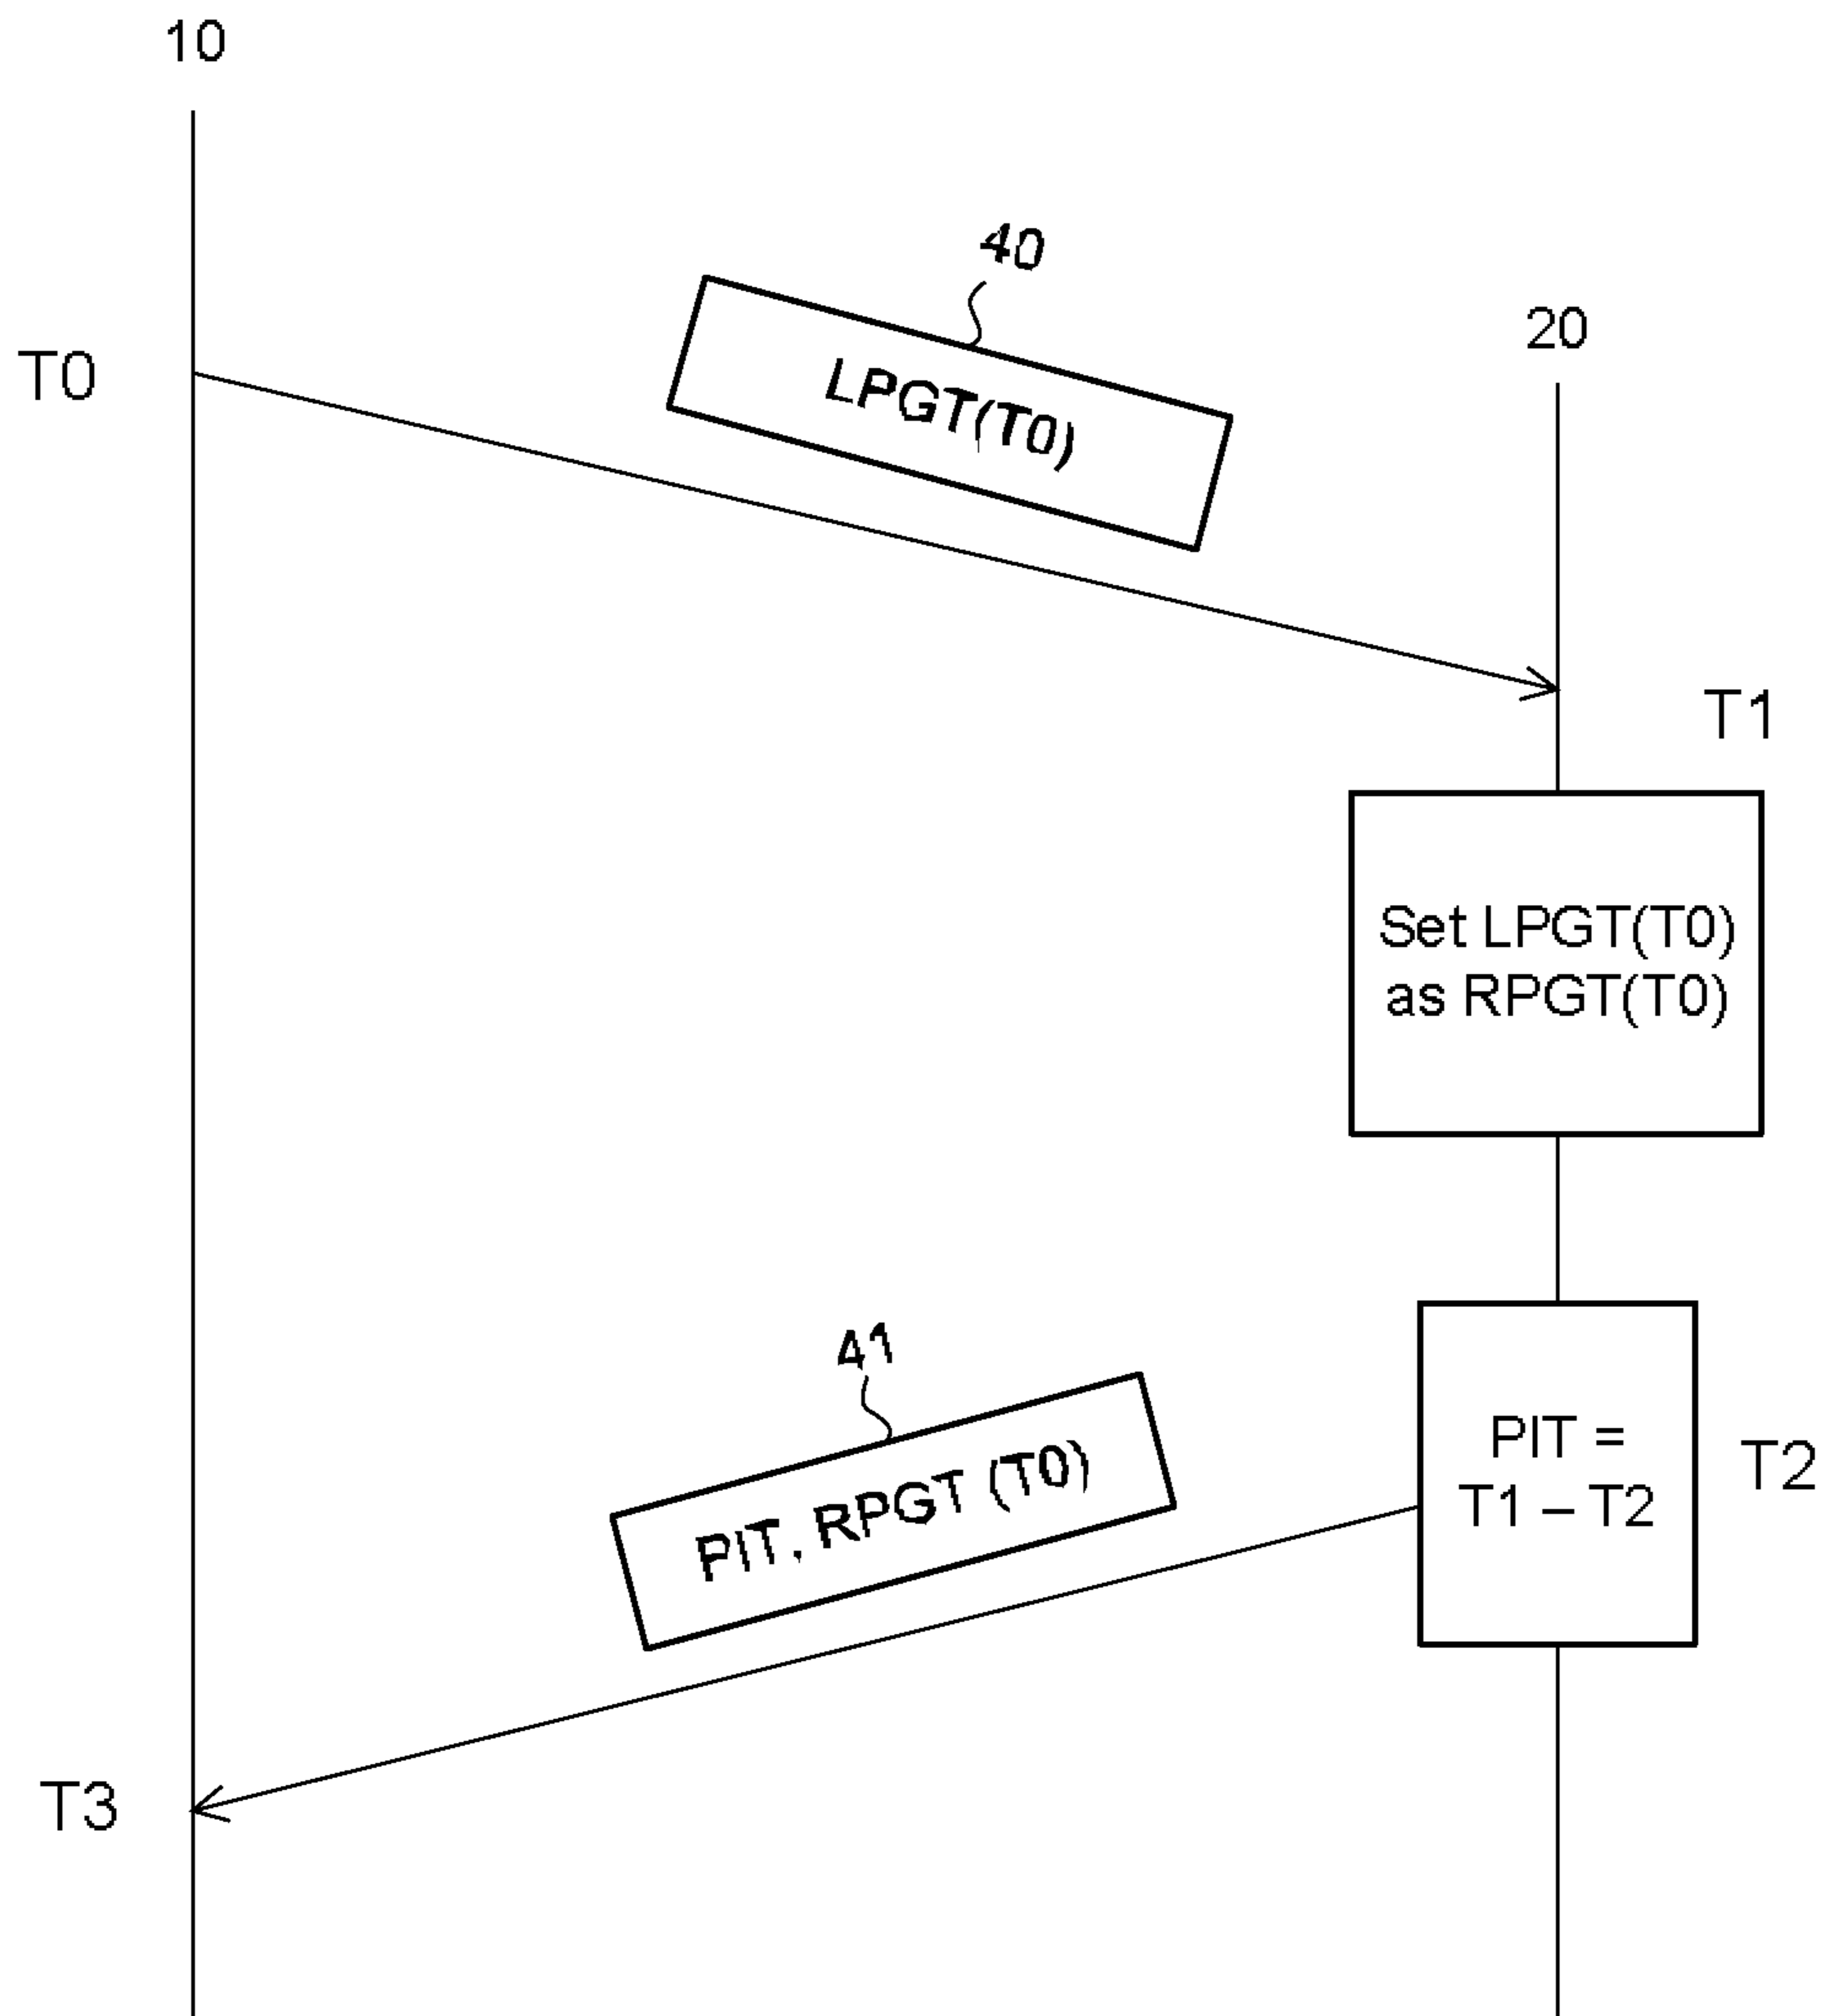 10
40
20
T0
LPGT(T0)
T1
Set LPGT(T0)
as RPGT(T0)
41
PIT =
T1 – T2
T2
PIT, RPGT (T0)
T3